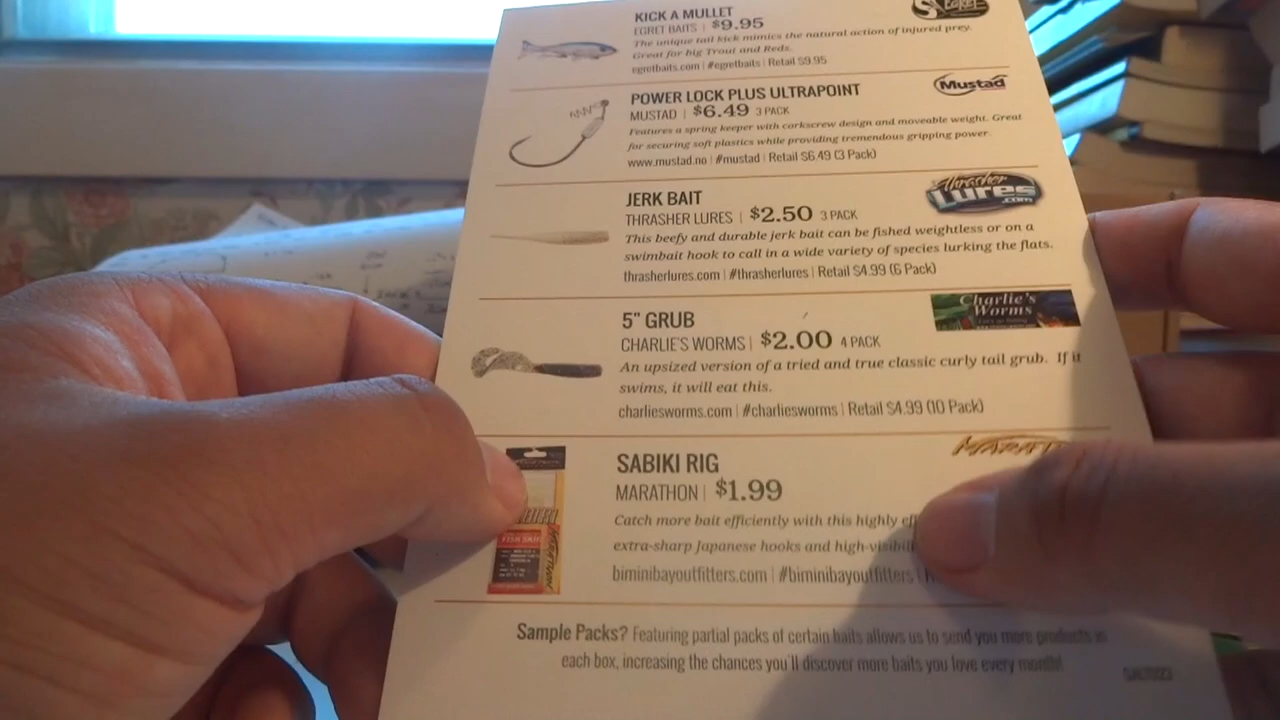 KICK A MULLET
EGRET BAITS | $9.95
The unique tail kick mimics the natural action of injured prey.
Great for big Trout and Reds.
egretbaits.com | #egretbaits | Retail $9.95
Mustad
POWER LOCK PLUS ULTRAPOINT
MUSTAD | $6.49 3 PACK
Features a spring keeper with corkscrew design and moveable weight. Great
for securing soft plastics while providing tremendous gripping power.
www.mustad.no | #mustad | Retail $6.49 (3 Pack)
Thrasher
Lures
.com
JERK BAIT
THRASHER LURES | $2.50 3 PACK
This beefy and durable jerk bait can be fished weightless or on a
swimbait hook to call in a wide variety of species lurking the flats.
thrasherlures.com | #thrasherlures | Retail $4.99 (6 Pack)
Charlie's
Worms
5" GRUB
CHARLIE'S WORMS | $2.00 4 PACK
An upsized version of a tried and true classic curly tail grub. If it
swims, it will eat this.
charliesworms.com | #charliesworms | Retail $4.99 (10 Pack)
SABIKI RIG
MARATHON | $1.99
Catch more bait efficiently with this highly
extra-sharp Japanese hooks and
biminibayoutfitters.com | #biminibayoutfitters |
Sample Packs? Featuring partial packs of certain baits allows us to send you more products in
each box, increasing the chances you'll discover more baits you love every month!